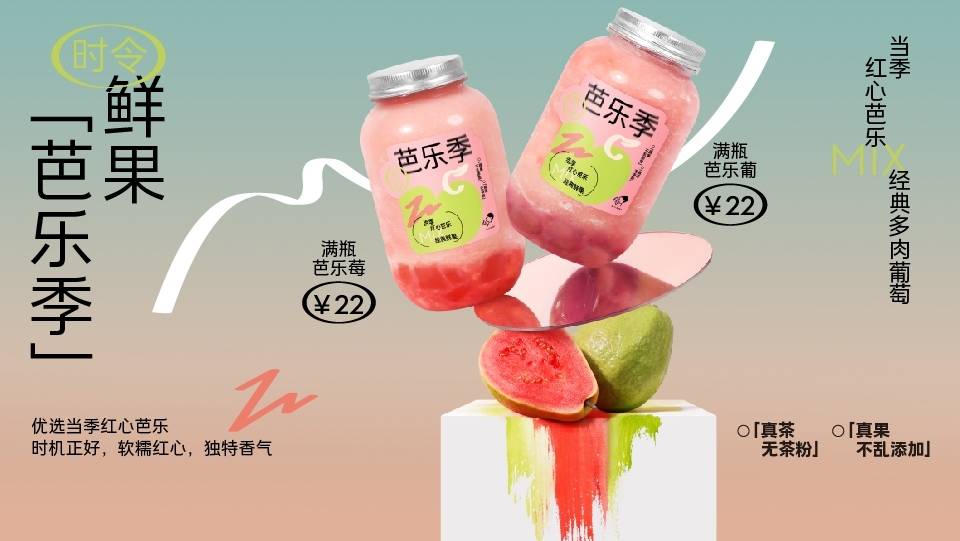 时令
鲜果
「芭乐季」
优选当季红心芭乐
时机正好，软糯红心，独特香气
满瓶
芭乐莓
¥22
芭乐季
芭乐季
满瓶
芭乐葡
¥22
当季
红心芭乐
MIX
经典多肉葡萄
「真茶
无茶粉」
「真果
不乱添加」